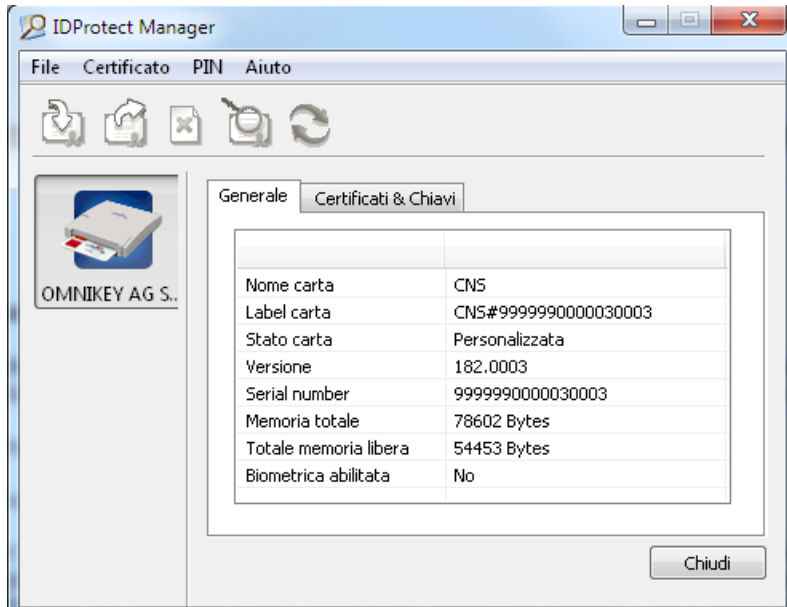 IDProtect Manager
File Certificato PIN Aiuto
OMNIKEY AG S..
Generale Certificati & Chiavi
Nome carta CNS
Label carta CNS#9999990000030003
Stato carta Personalizzata
Versione 182.0003
Serial number 9999990000030003
Memoria totale 78602 Bytes
Totale memoria libera 54453 Bytes
Biometrica abilitata No
Chiudi